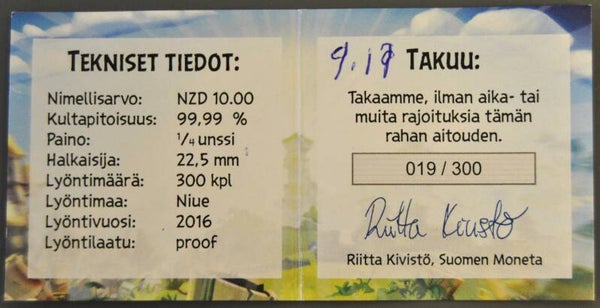 TEKNISET TIEDOT:
Nimellisarvo: NZD 10.00
Kultapitoisuus: 99,99 %
Paino: 1/4 unssi
Halkaisija: 22,5 mm
Lyöntimäärä: 300 kpl
Lyöntimaa: Niue
Lyöntivuosi: 2016
Lyöntilaatu: proof
TAKUU:
Takaamme, ilman aika- tai
muita rajoituksia tämän
rahan aitouden.
019/300
Riitta Kivistö
Riitta Kivistö, Suomen Moneta